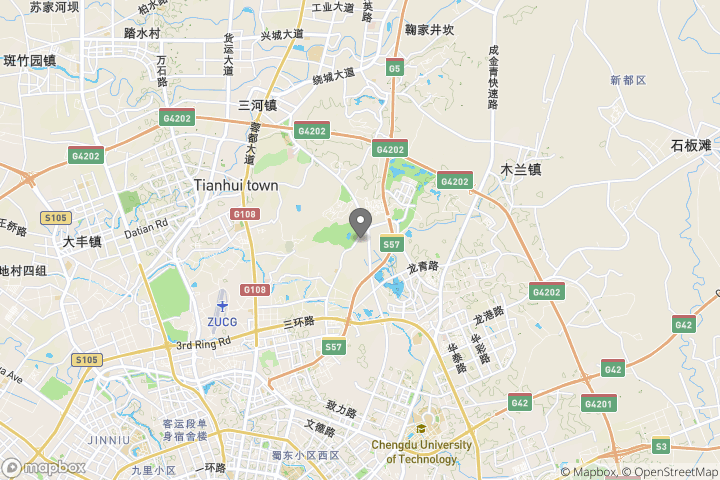 苏家河坝
柏水路
工业大道
英路
鞠家井坎
踏水村
货运大道
兴城大道
成金青快速路
斑竹园镇
万石路
绕城大道
G5
新都区
三河镇
G4202
蓉都大道
G4202
G4202
G4202
石板滩
木兰镇
G4202
Tianhui town
S105
G108
王桥路
Datian Rd
大丰镇
S57
地村四组
龙青路
G108
G4202
ZUCG
三环路
龙港路
G42
3rd Ring Rd
S57
华泰路
华彩路
S105
G42
Ave
致力路
G42
G4201
客运段单身宿舍楼
文德路
JINNIU
Chengdu University
of Technology
S3
蜀东小区西区
九里小区
一环路
mapbox
© Mapbox, © OpenStreetMap